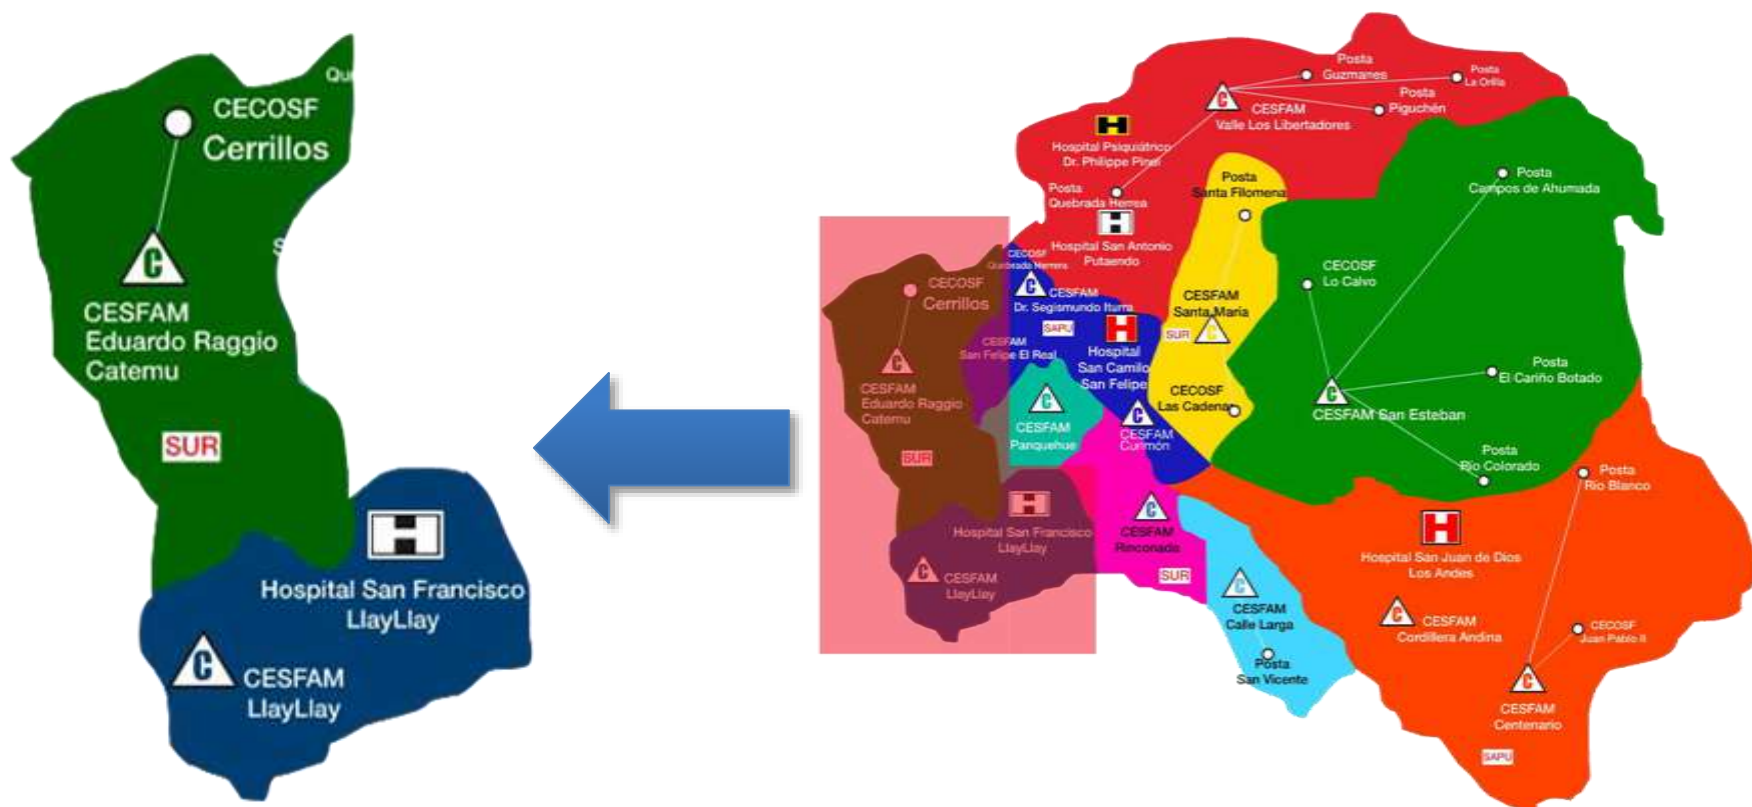 Qu
CECOSF
Cerrillos
S
C
CESFAM
Eduardo Raggio
Catemu
SUR
H
Hospital San Francisco
LlayLlay
C
CESFAM
LlayLlay
Posta
Guzmanes
Posta
La Orilla
Posta
Piguchén
C
CESFAM
Valle Los Libertadores
H
Hospital Psiquiátrico
Dr. Philippe Pinel
Posta
Quebrada Herrea
H
Hospital San Antonio
Putaendo
Posta
Santa Filomena
Posta
Campos de Ahumada
CECOSF
Lo Calvo
CECOSF
Quebrada Herrera
C
CESFAM
Dr. Segismundo Iturra
SAPU
CESFAM
San Felipe El Real
H
Hospital
San Camilo
San Felipe
CESFAM
Santa María
SUR
C
CECOSF
Las Cadenas
C
CESFAM
Curimón
C
CESFAM
Panquehue
CECOSF
Cerrillos
C
CESFAM
Eduardo Raggio
Catemu
SUR
H
Hospital San Francisco
LlayLlay
C
CESFAM
LlayLlay
Posta
El Cariño Botado
C
CESFAM San Esteban
Posta
Río Colorado
Posta
Río Blanco
C
CESFAM
Rinconada
SUR
H
Hospital San Juan de Dios
Los Andes
C
CESFAM
Calle Larga
Posta
San Vicente
C
CESFAM
Cordillera Andina
CECOSF
Juan Pablo II
C
CESFAM
Centenario
SAPU